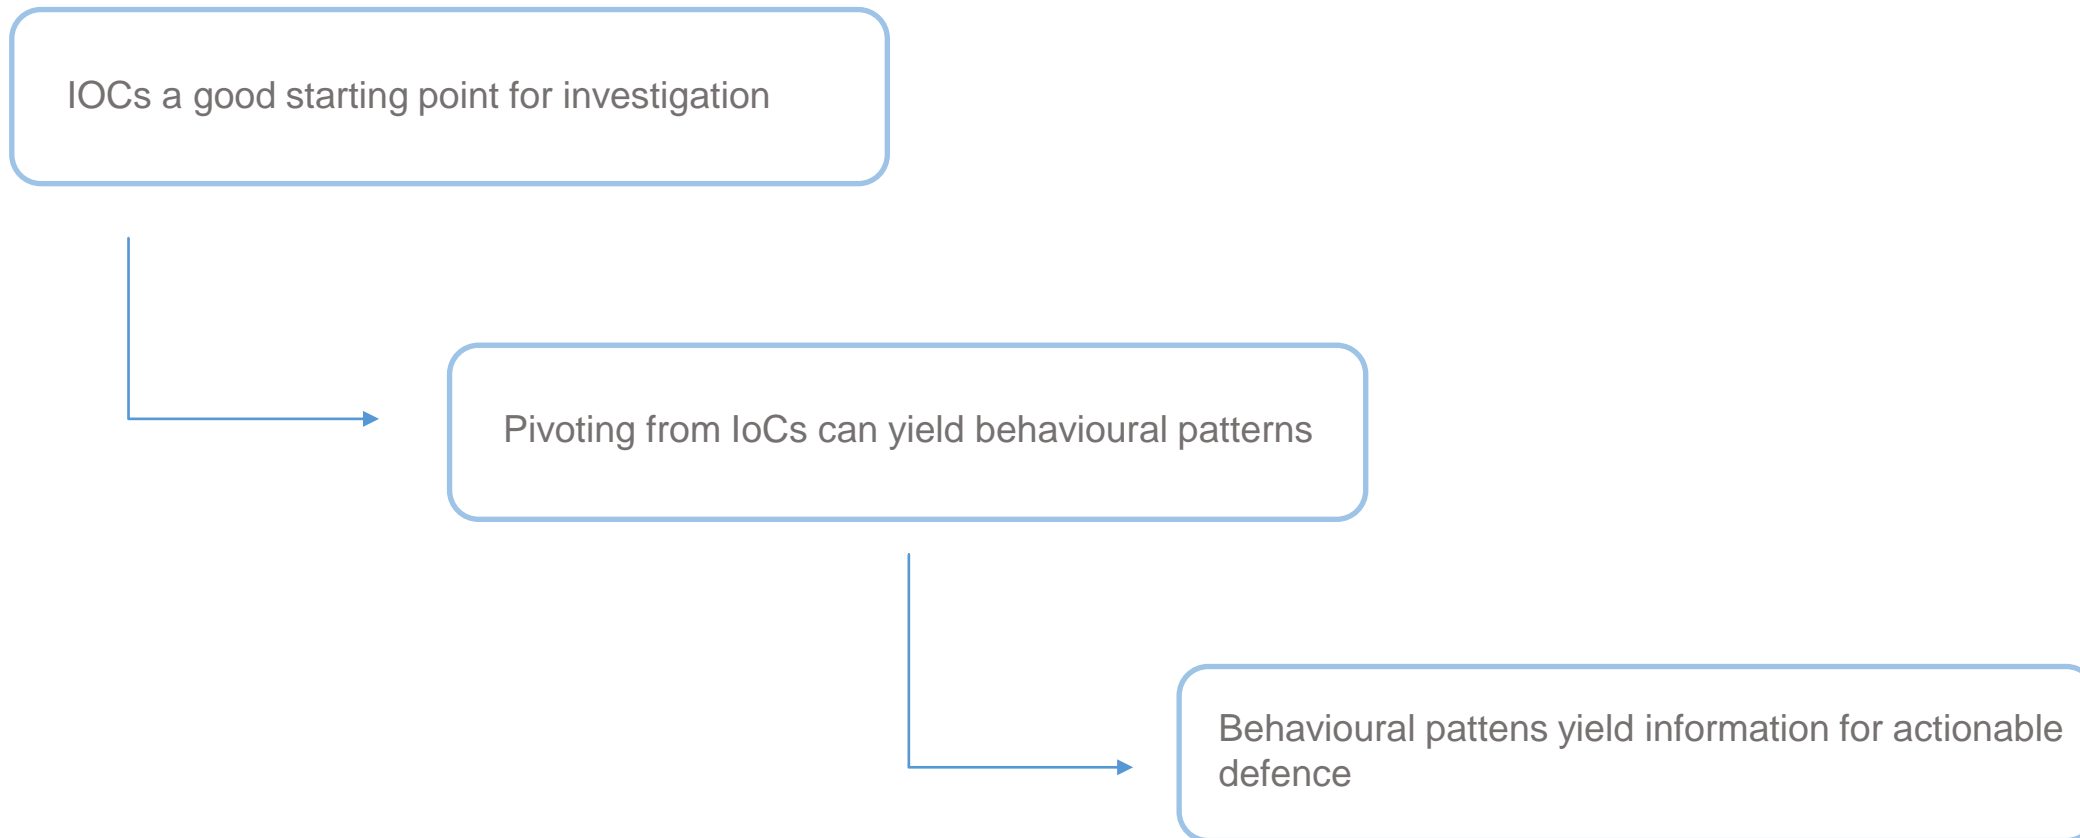 IOCs a good starting point for investigation
Pivoting from IoCs can yield behavioural patterns
Behavioural pattens yield information for actionable
defence